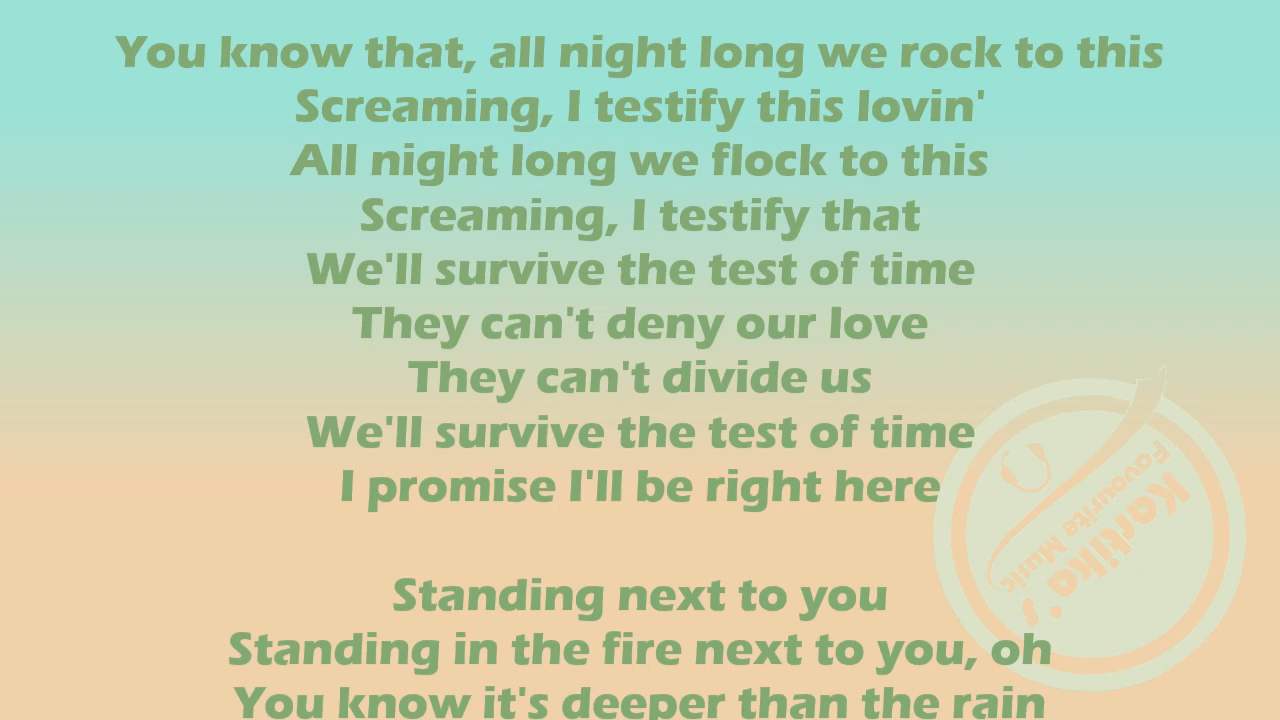 You know that, all night long we rock to this
Screaming, I testify this lovin'
All night long we flock to this
Screaming, I testify that
We'll survive the test of time
They can't deny our love
They can't divide us
We'll survive the test of time
I promise I'll be right here
Standing next to you
Standing in the fire next to you, oh
You know it's deeper than the rain
Kartika's
Favourite Music